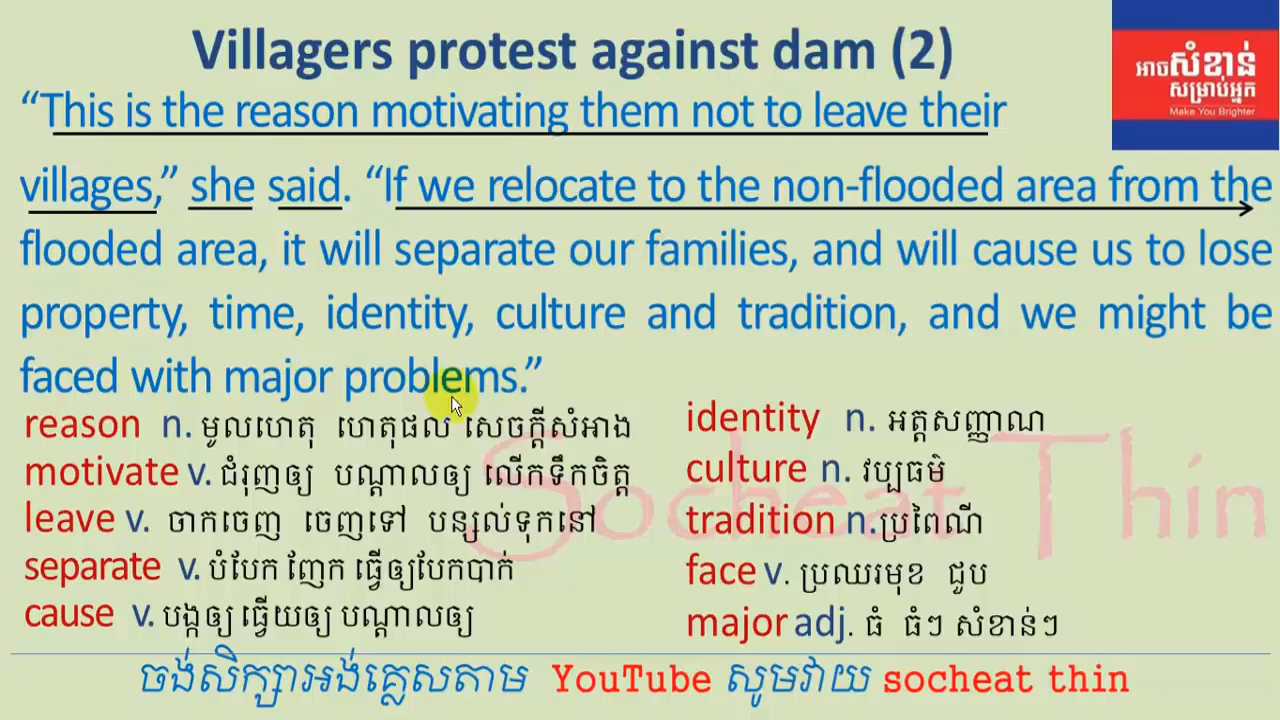 Villagers protest against dam (2)
អាចសំខាន់
សម្រាប់អ្នក
Make You Brighter
“This is the reason motivating them not to leave their
villages,” she said. “If we relocate to the non-flooded area from the
flooded area, it will separate our families, and will cause us to lose
property, time, identity, culture and tradition, and we might be
faced with major problems.”
reason n. មូលហេតុ ហេតុផល សេចក្ដីសំអាង
motivate v. ជំរុញឲ្យ បណ្ដាលឲ្យ លើកទឹកចិត្ត
leave v. ចាកចេញ ចេញទៅ បន្សល់ទុកនៅ
separate v. បំបែក ញែក ធ្វើឲ្យបែកបាក់
cause v. បង្កឲ្យ ធ្វើយឲ្យ បណ្ដាលឲ្យ
identity n. អត្តសញ្ញាណ
culture n. វប្បធម៌
tradition n.ប្រពៃណី
face v. ប្រឈរមុខ ជួប
major adj. ធំ ធំៗ សំខាន់ៗ
Socheat Thin
ចង់សិក្សាអង់គ្លេសតាម YouTube សូមវាយ socheat thin